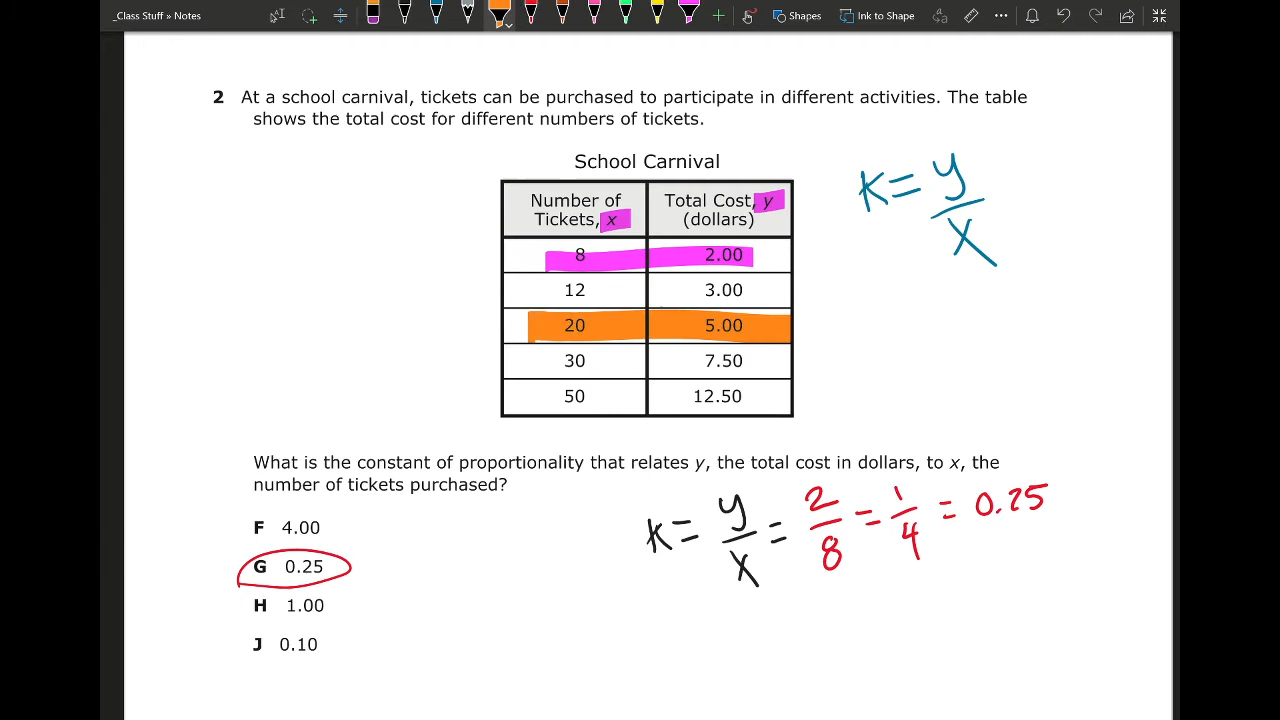 _Class Stuff » Notes
Shapes
Ink to Shape
2 At a school carnival, tickets can be purchased to participate in different activities. The table
shows the total cost for different numbers of tickets.
School Carnival
Number of Tickets, x Total Cost, y (dollars)
8 2.00
12 3.00
20 5.00
30 7.50
50 12.50
k = y/x
What is the constant of proportionality that relates y, the total cost in dollars, to x, the
number of tickets purchased?
k = y/x = 2/8 = 1/4 = 0.25
F 4.00
G 0.25
H 1.00
J 0.10